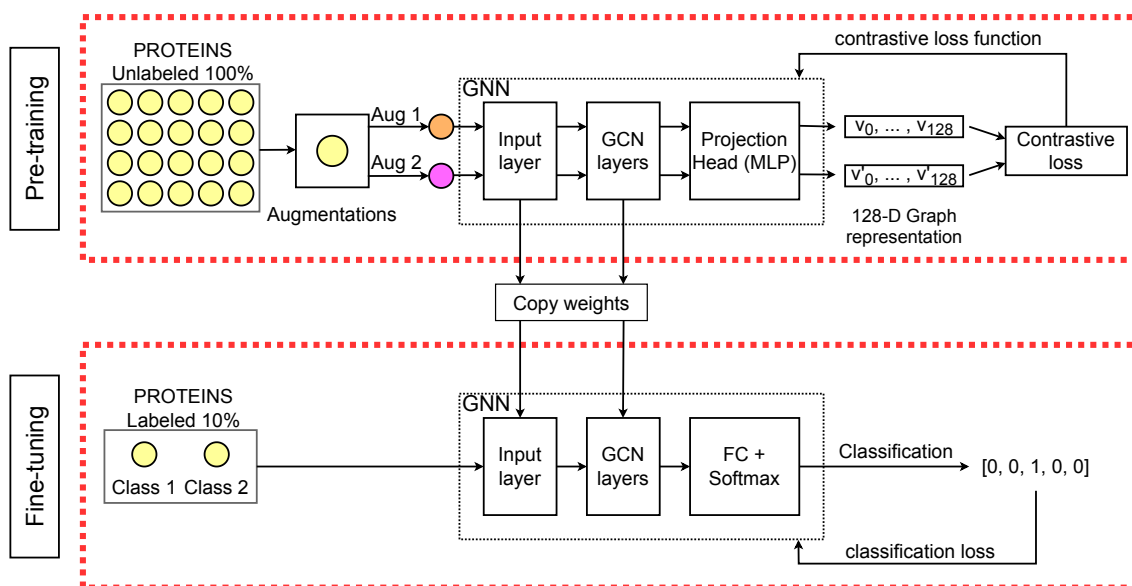 Pre-training
PROTEINS
Unlabeled 100%
Augmentations
Aug 1
Aug 2
GNN
Input
layer
GCN
layers
Projection
Head (MLP)
contrastive loss function
v0, ... , v128
v'0, ... , v'128
128-D Graph
representation
Contrastive
loss
Copy weights
Fine-tuning
PROTEINS
Labeled 10%
Class 1 Class 2
GNN
Input
layer
GCN
layers
FC +
Softmax
Classification
[0, 0, 1, 0, 0]
classification loss